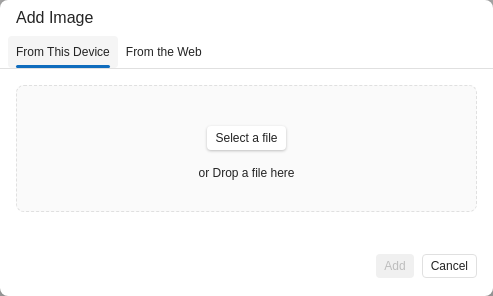 Add Image
From This Device
From the Web
Select a file
or Drop a file here
Add
Cancel